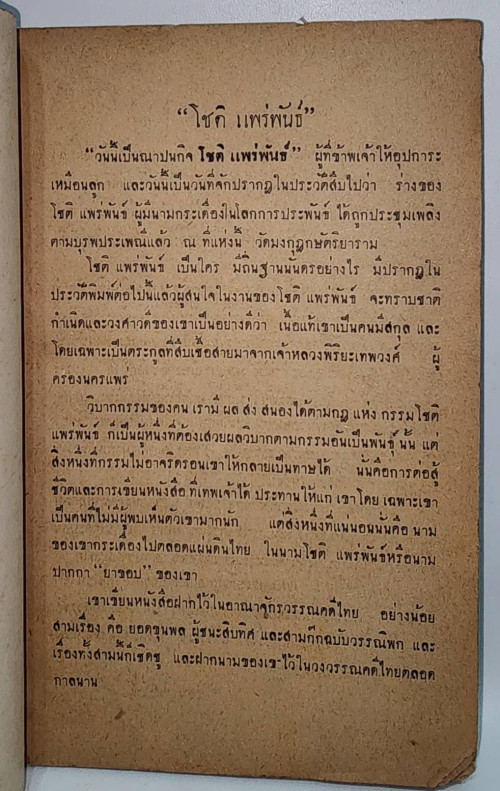 “โชติ แพร่พันธ์”
“วันนี้เป็นฌาปนกิจ โชติ แพร่พันธ์” ผู้ที่ข้าพเจ้าให้อุปการะ
เหมือนลูก และวันนี้เป็นวันที่จักปรากฏในประวัติสืบไปว่า ร่างของ
โชติ แพร่พันธ์ ผู้มีนามกระเดื่องในโลกการประพันธ์ ได้ถูกประชุมเพลิง
ตามบุรพประเพณีแล้ว ณ ที่แห่งนี้ วัดมงกุฎกษัตริยาราม
โชติ แพร่พันธ์ เป็นใคร มีถิ่นฐานนั้นดรอย่างไร มีปรากฏใน
ประวัติพิมพ์ต่อไปนี้แล้วผู้สนใจในงานของโชติ แพร่พันธ์ จะทราบชาติ
กำเนิดและวงศาวดีของเขาเป็นอย่างดีว่า เนื้อแท้เขาเป็นคนมีสกุล และ
โดยเฉพาะเป็นตระกูลที่สืบเชื้อสายมาจากเจ้าหลวงพิริยะเทพวงศ์ ผู้
ครองนครแพร่
วิบากกรรมของคน เรามี ผล ส่ง สนองได้ตามกฎ แห่ง กรรม โชติ
แพร่พันธ์ ก็เป็นผู้หนึ่งที่ต้องเสวยผลวิบากตามกรรมอันเป็นพันธุ์ นั้น แต่
สิ่งหนึ่งที่กรรมไม่อาจริดรอนเขาให้กลายเป็นทาษได้ นั่นคือการต่อสู้
ชีวิตและการเขียนหนังสือ ที่เทพเจ้าได้ ประทานให้แก่ เขาโดย เฉพาะเขา
เป็นคนที่ไม่มีผู้พบเห็นตัวเขามากนัก แต่สิ่งหนึ่งที่แน่นอนนั้นคือ นาม
ของเขากระเดื่องไปตลอดแผ่นดินไทย ในนามโชติ แพร่พันธ์หรือนาม
ปากกา “ยาขอบ” ของเขา
เขาเขียนหนังสือฝากไว้ในอาณาจักรวรรณคดีไทย อย่างน้อย
สามเรื่อง คือ ยอดขุนพล ผู้ชนะสิบทิศ และสามก๊กฉบับวรรณิพก และ
เรื่องทั้งสามนี้ก็เชิดชู และฝากนามของเขาไว้ในวงวรรณคดีไทยตลอด
กาลนาน